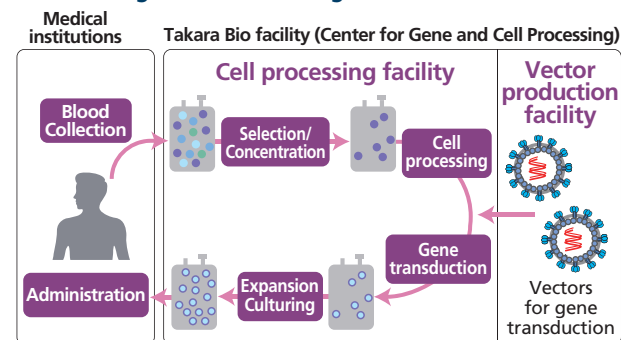 Medical
institutions
Takara Bio facility (Center for Gene and Cell Processing)
Cell processing facility
Vector
production
facility
Blood
Collection
Selection/
Concentration
Cell
processing
Gene
transduction
Expansion
Culturing
Administration
Vectors
for gene
transduction